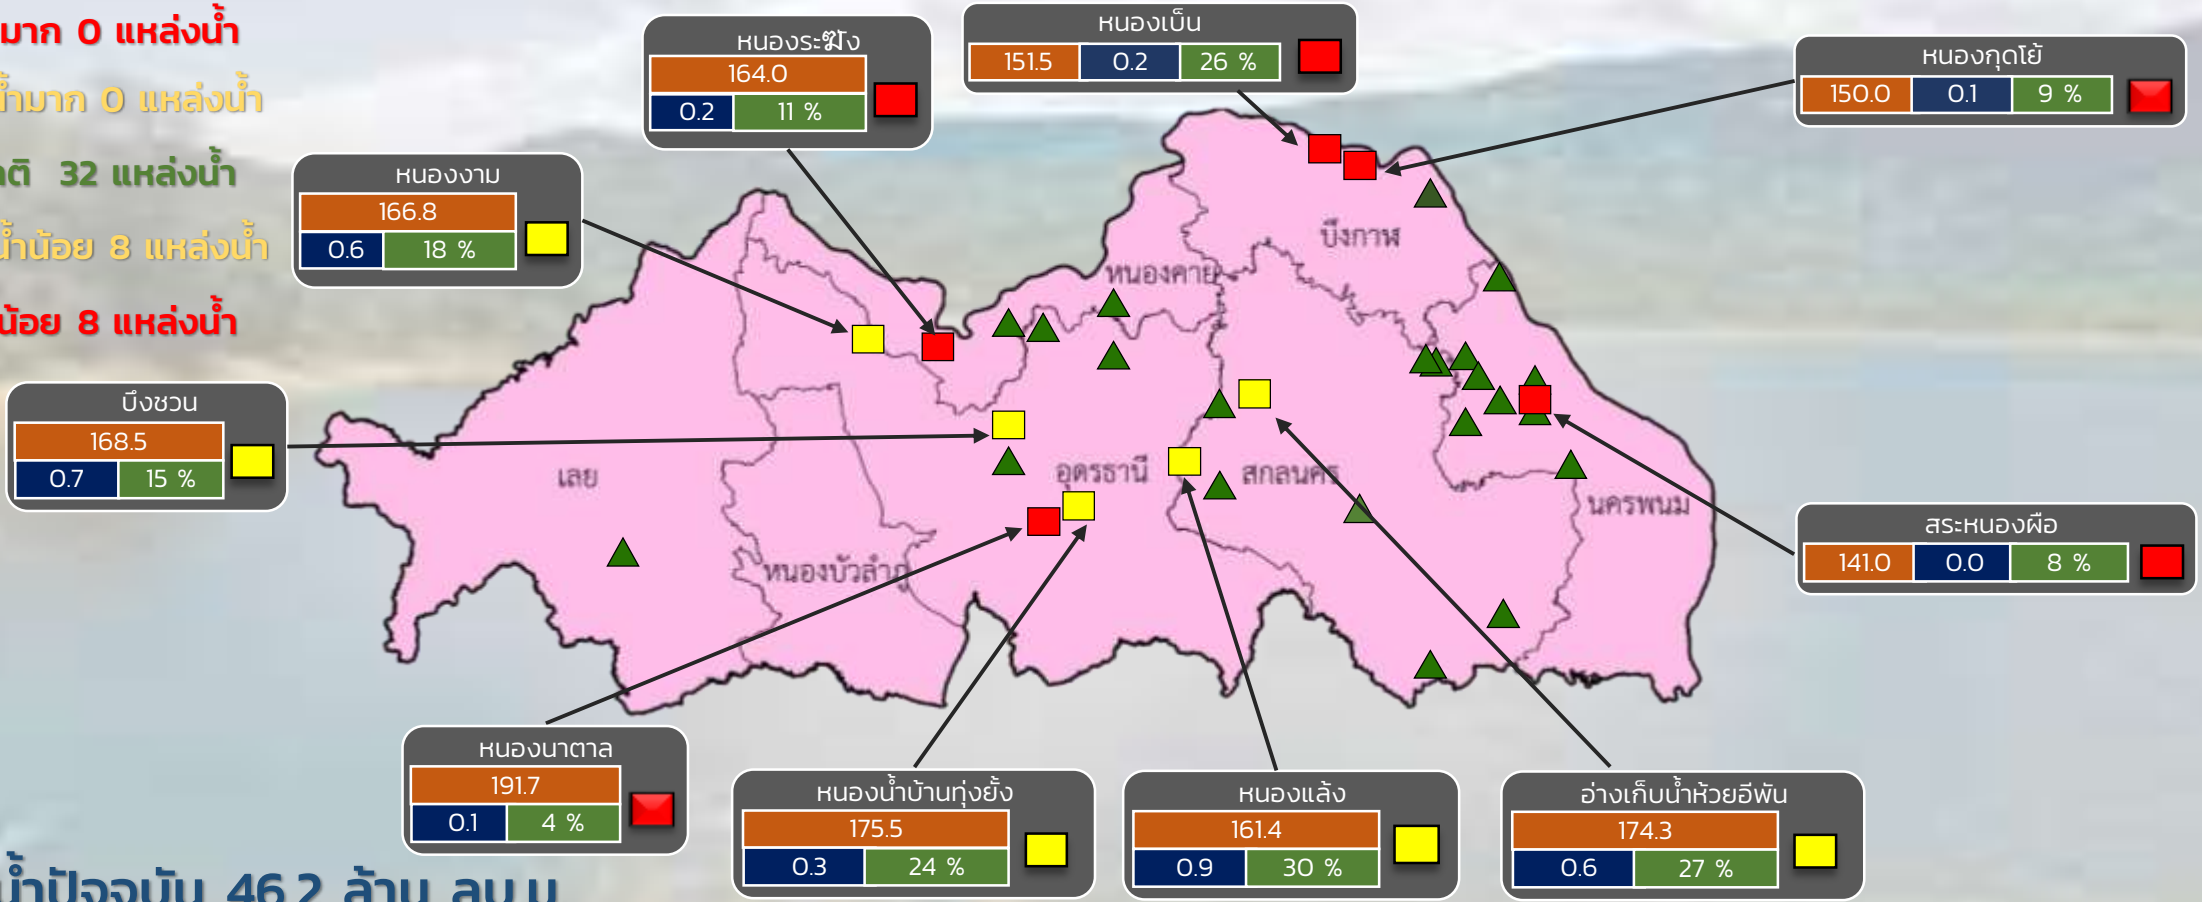 มาก 0 แหล่งน้ำ
น้ำมาก 0 แหล่งน้ำ
32 แหล่งน้ำ
น้ำน้อย 8 แหล่งน้ำ
น้อย 8 แหล่งน้ำ
หนองระฆัง
164.0
0.2 11 %
หนองเบ็น
151.5 0.2 26 %
หนองกุดโย้
150.0 0.1 9 %
หนองงาม
166.8
0.6 18 %
บึงชวน
168.5
0.7 15 %
บึงกาฬ
หนองคาย
เลย
อุดรธานี
สกลนคร
นครพนม
หนองบัวลำภู
สระหนองผือ
141.0 0.0 8 %
หนองนาตาล
191.7
0.1 4 %
หนองน้ำบ้านทุ่งยั้ง
175.5
0.3 24 %
หนองแล้ง
161.4
0.9 30 %
อ่างเก็บน้ำห้วยอีพัน
174.3
0.6 27 %
น้ำปัจจุบัน 46.2 ล้าน ลบ.ม